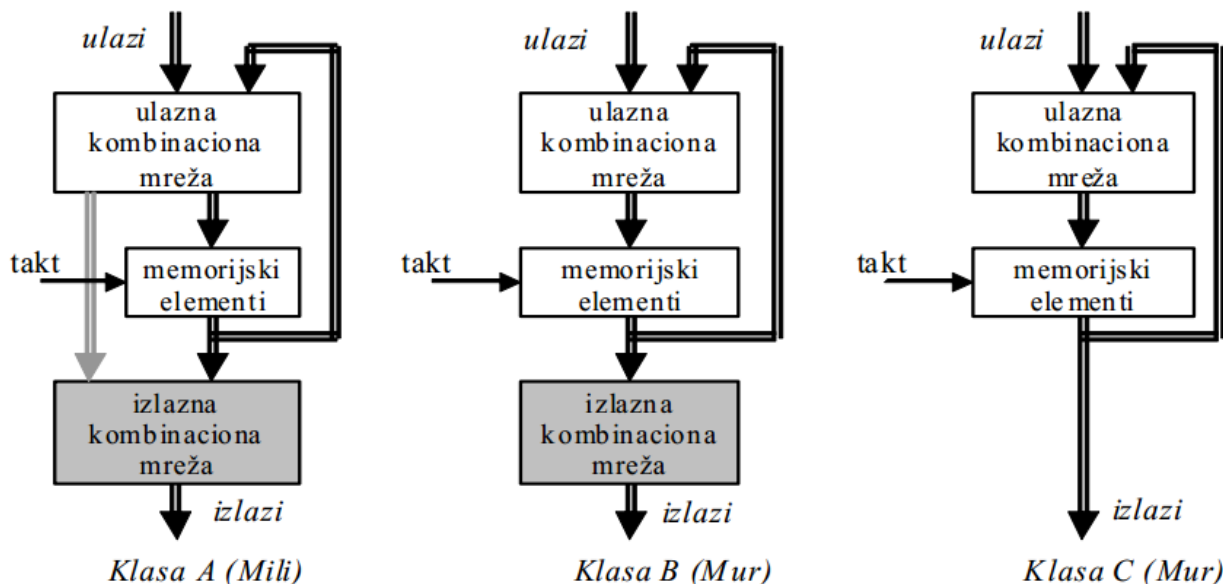 ulazi
ulazna
kombinaciona
mreža
takt
memorijski
elementi
izlazna
kombinaciona
mreža
izlazi
Klasa A (Mili)
ulazi
ulazna
kombinaciona
mreža
takt
memorijski
elementi
izlazna
kombinaciona
mreža
izlazi
Klasa B (Mur)
ulazi
ulazna
kombinaciona
mreža
takt
memorijski
elementi
izlazi
Klasa C (Mur)